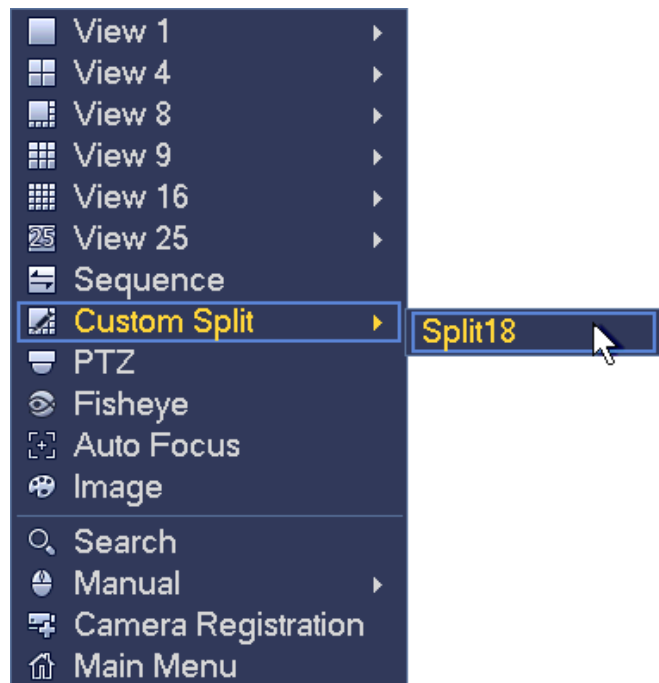 View 1
View 4
View 8
View 9
View 16
25 View 25
Sequence
Custom Split
Split18
PTZ
Fisheye
Auto Focus
Image
Search
Manual
Camera Registration
Main Menu